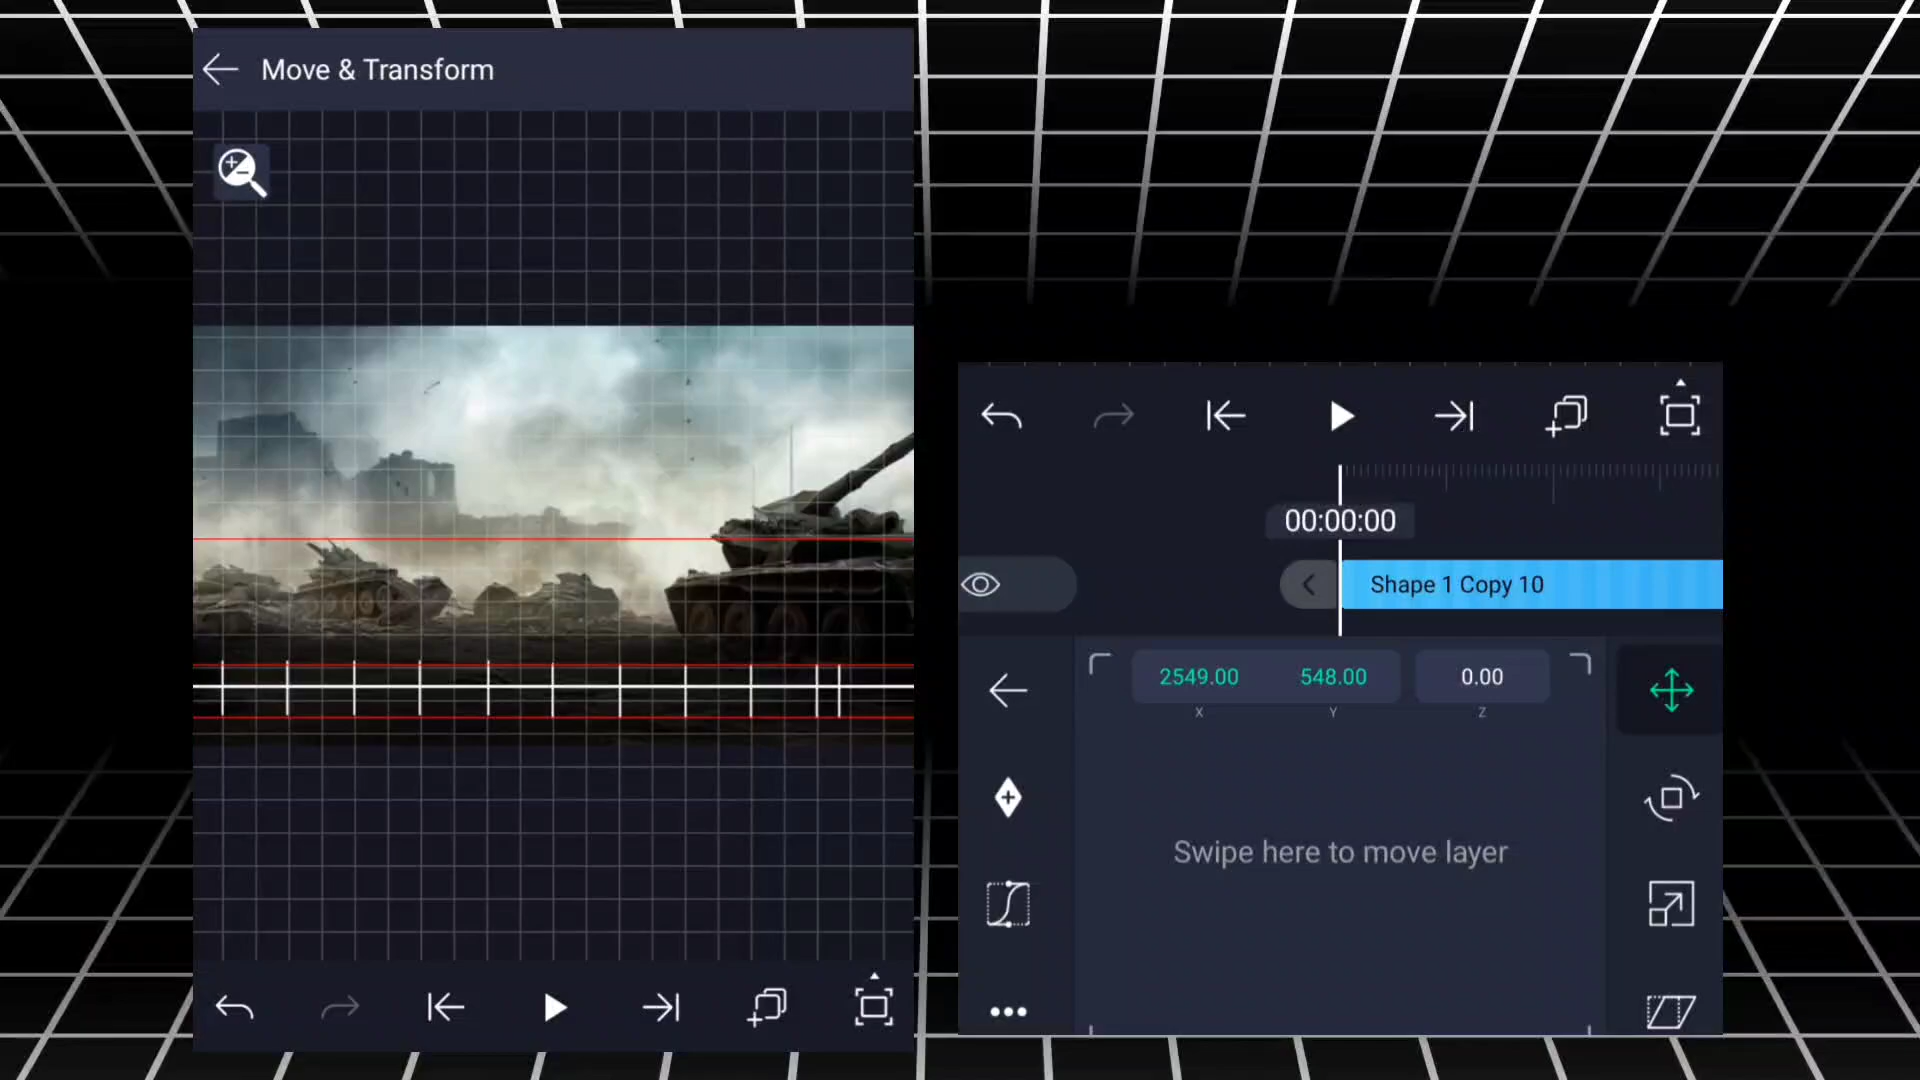 Move & Transform
00:00:00
Shape 1 Copy 10
2549.00 548.00 0.00
X Y Z
Swipe here to move layer